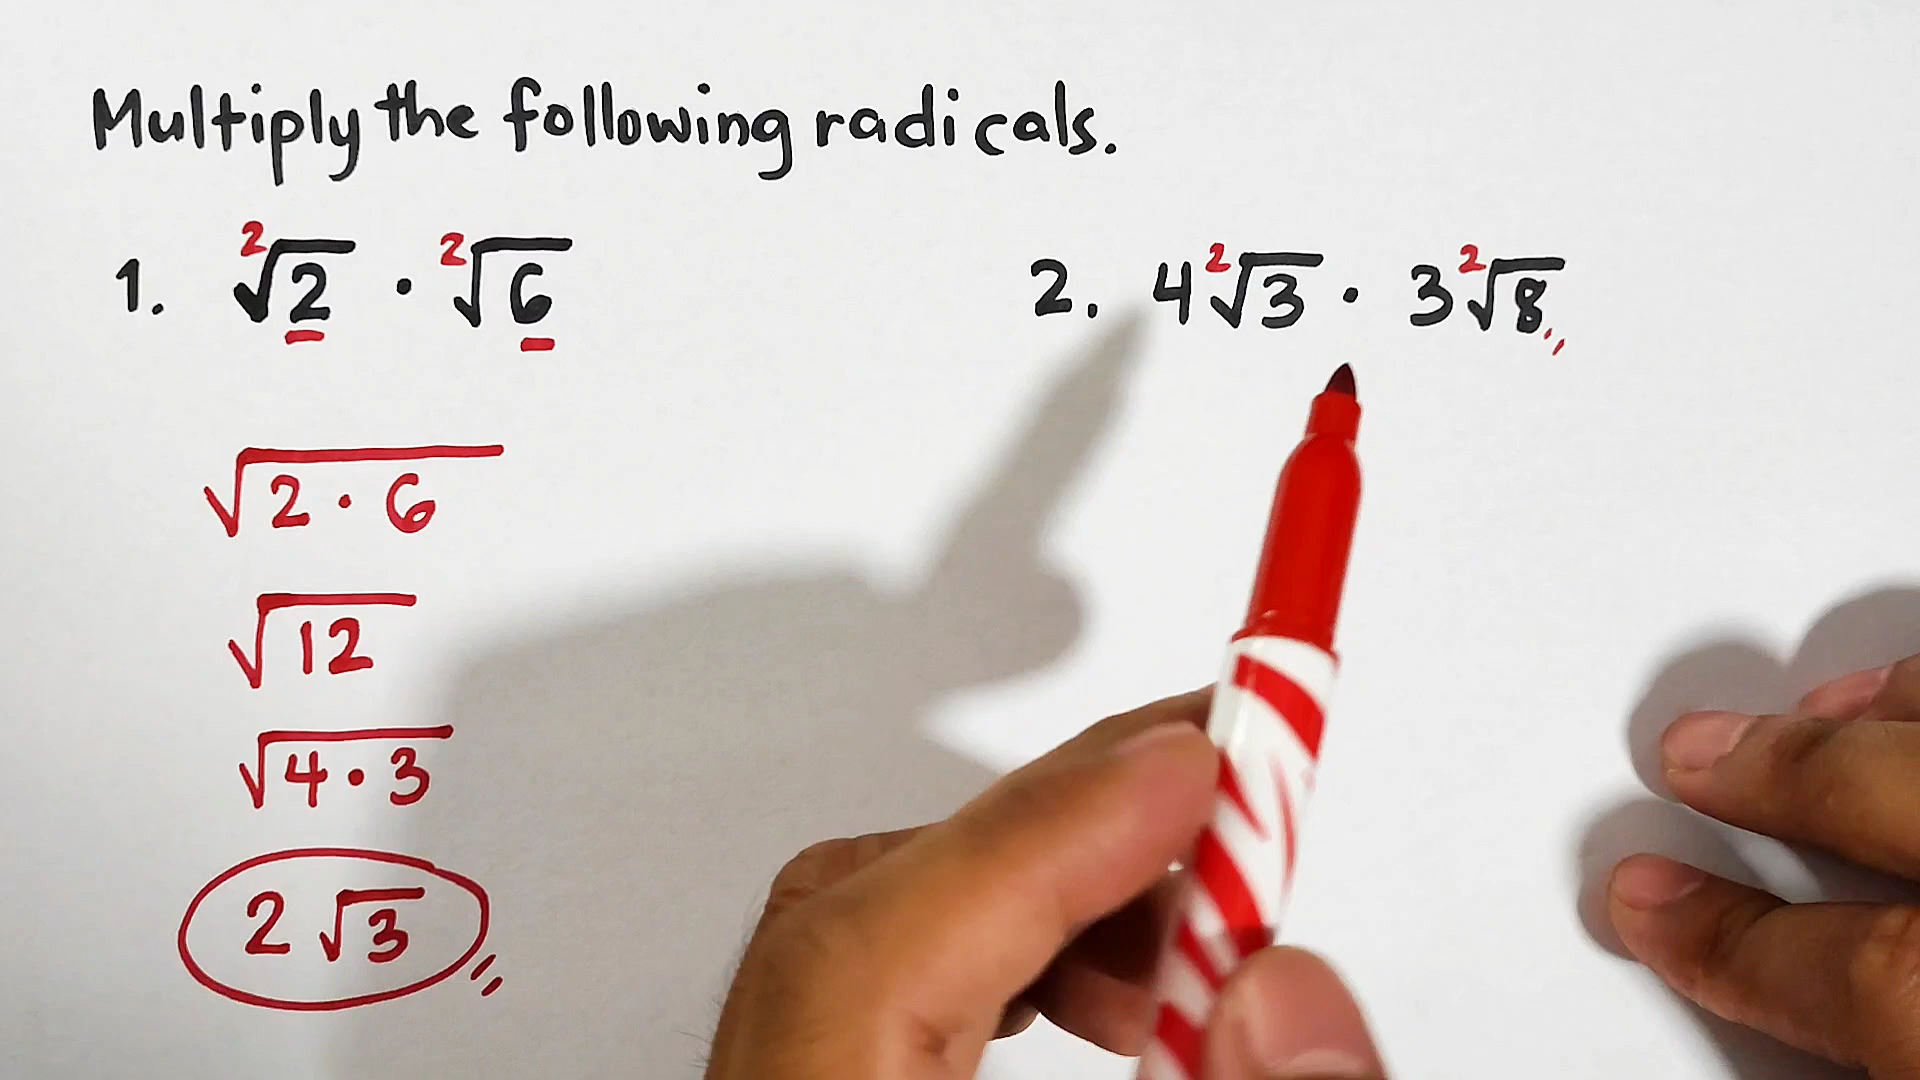 Multiply the following radicals.
1. ²√2 · ²√6
2. 4²√3 · 3²√8
√2 · 6
√12
√4 · 3
2√3